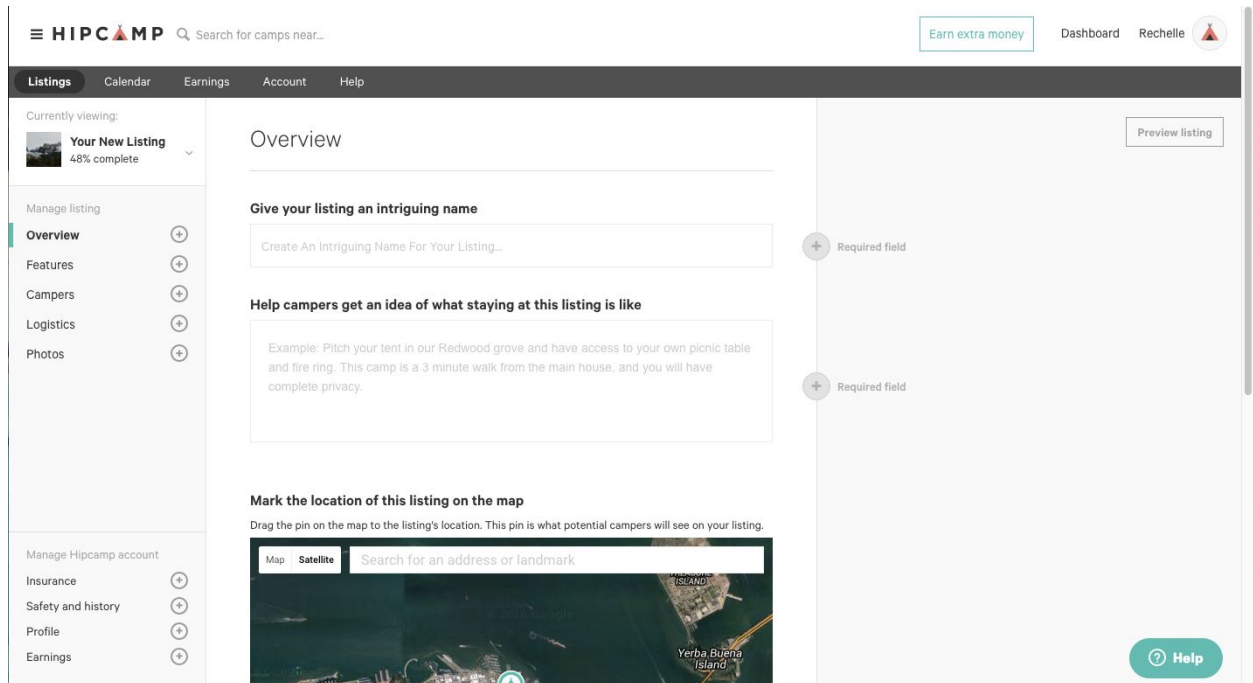 HIPCAMP
Search for camps near...
Earn extra money
Dashboard
Rechelle
Listings
Calendar
Earnings
Account
Help
Currently viewing:
Your New Listing
48% complete
Manage listing
Overview
Features
Campers
Logistics
Photos
Manage Hipcamp account
Insurance
Safety and history
Profile
Earnings
Overview
Preview listing
Give your listing an intriguing name
Create An Intriguing Name For Your Listing...
Required field
Help campers get an idea of what staying at this listing is like
Example: Pitch your tent in our Redwood grove and have access to your own picnic table
and fire ring. This camp is a 3 minute walk from the main house, and you will have
complete privacy.
Required field
Mark the location of this listing on the map
Drag the pin on the map to the listing's location. This pin is what potential campers will see on your listing.
Map
Satellite
Search for an address or landmark
ISLAND
Yerba Buena
Island
Help